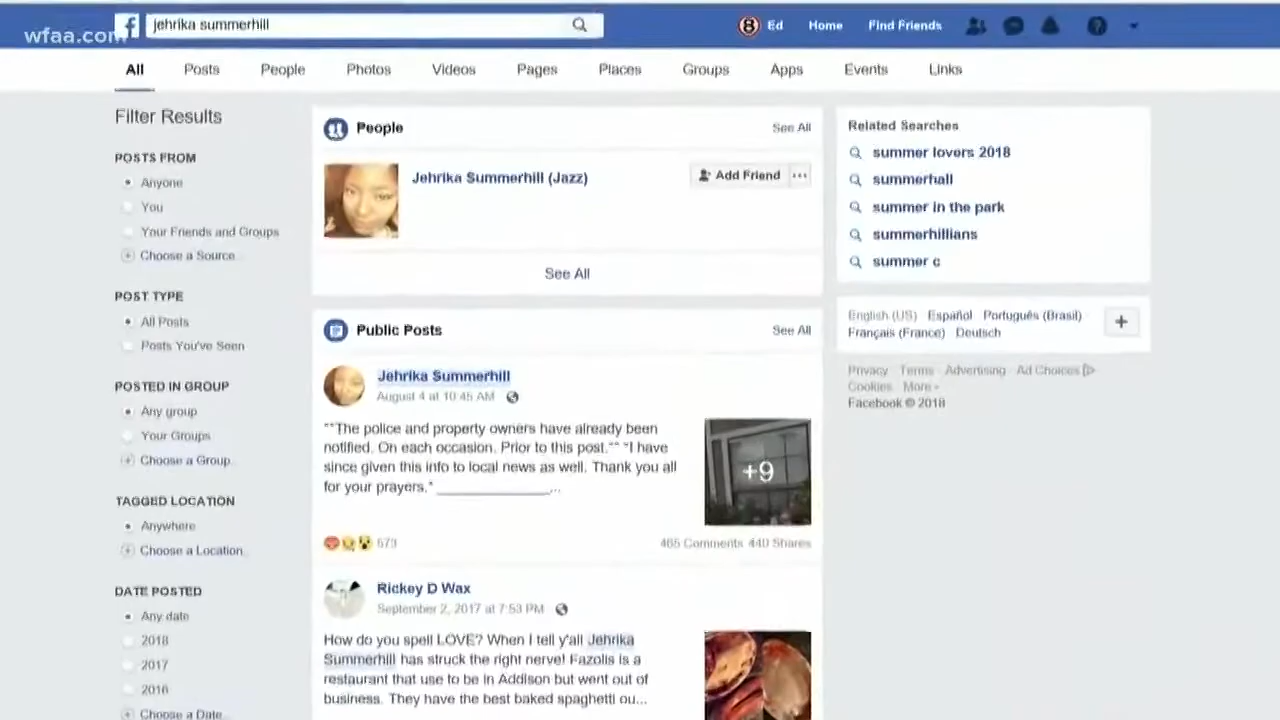 wfaa.com
f
jehrika summerhill
8 Ed Home Find Friends
All Posts People Photos Videos Pages Places Groups Apps Events Links
Filter Results
POSTS FROM
Anyone
You
Your Friends and Groups
Choose a Source...
POST TYPE
All Posts
Posts You've Seen
POSTED IN GROUP
Any group
Your Groups
Choose a Group...
TAGGED LOCATION
Anywhere
Choose a Location...
DATE POSTED
Any date
2018
2017
2016
Choose a Date...
People See All
Jehrika Summerhill (Jazz) Add Friend ...
See All
Public Posts See All
Jehrika Summerhill
August 4 at 10:45 AM
**The police and property owners have already been
notified. On each occasion. Prior to this post.** *I have
since given this info to local news as well. Thank you all
for your prayers.* ________________...
+9
573 465 Comments 440 Shares
Rickey D Wax
September 2, 2017 at 7:53 PM
How do you spell LOVE? When I tell y'all Jehrika
Summerhill has struck the right nerve! Fazolis is a
restaurant that use to be in Addison but went out of
business. They have the best baked spaghetti ou...
Related Searches
summer lovers 2018
summerhall
summer in the park
summerhillians
summer c
English (US) Español Português (Brasil)
Français (France) Deutsch
+
Privacy Terms Advertising Ad Choices
Cookies More
Facebook © 2018